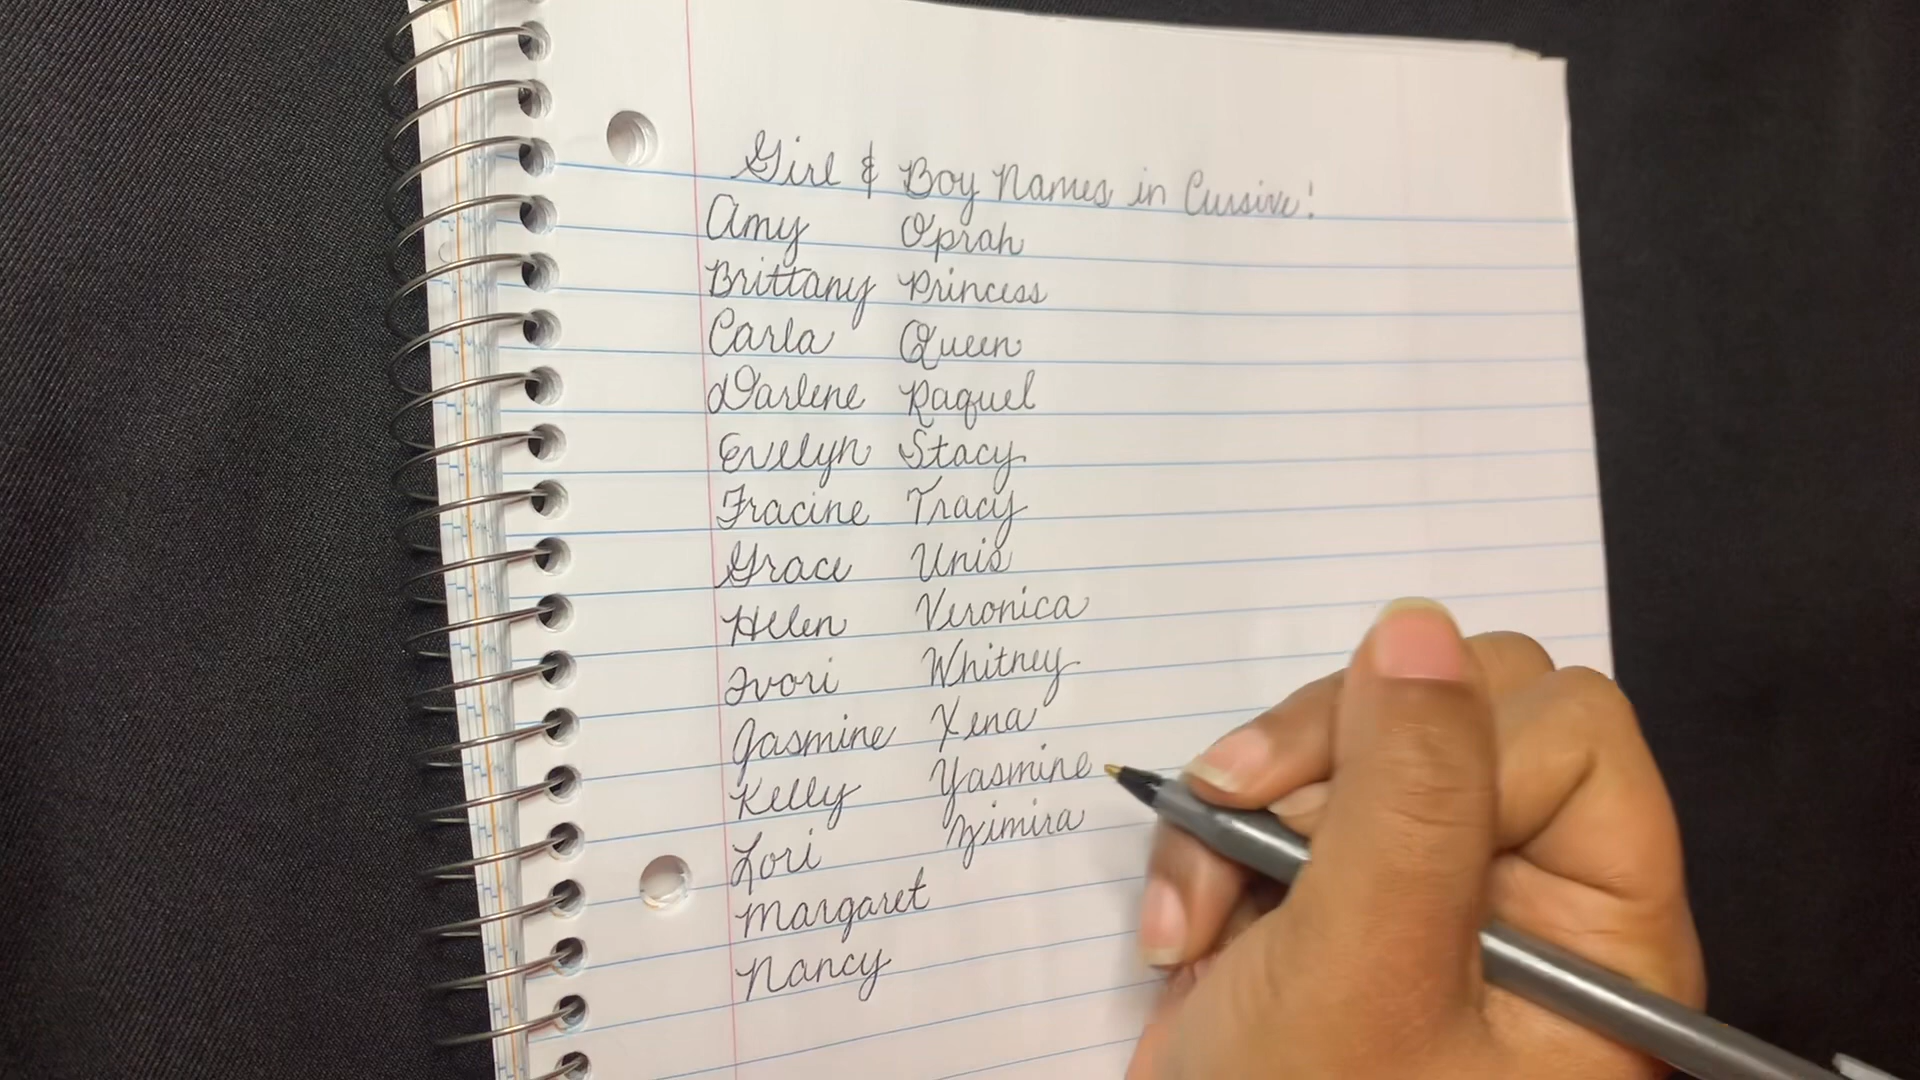 Girl & Boy Names in Cursive!
Amy Oprah
Brittany Princess
Carla Queen
Darlene Raquel
Evelyn Stacy
Fracine Tracy
Grace Unis
Helen Veronica
Ivori Whitney
Jasmine Xena
Kelly Yasmine
Lori Zimira
Margaret
Nancy